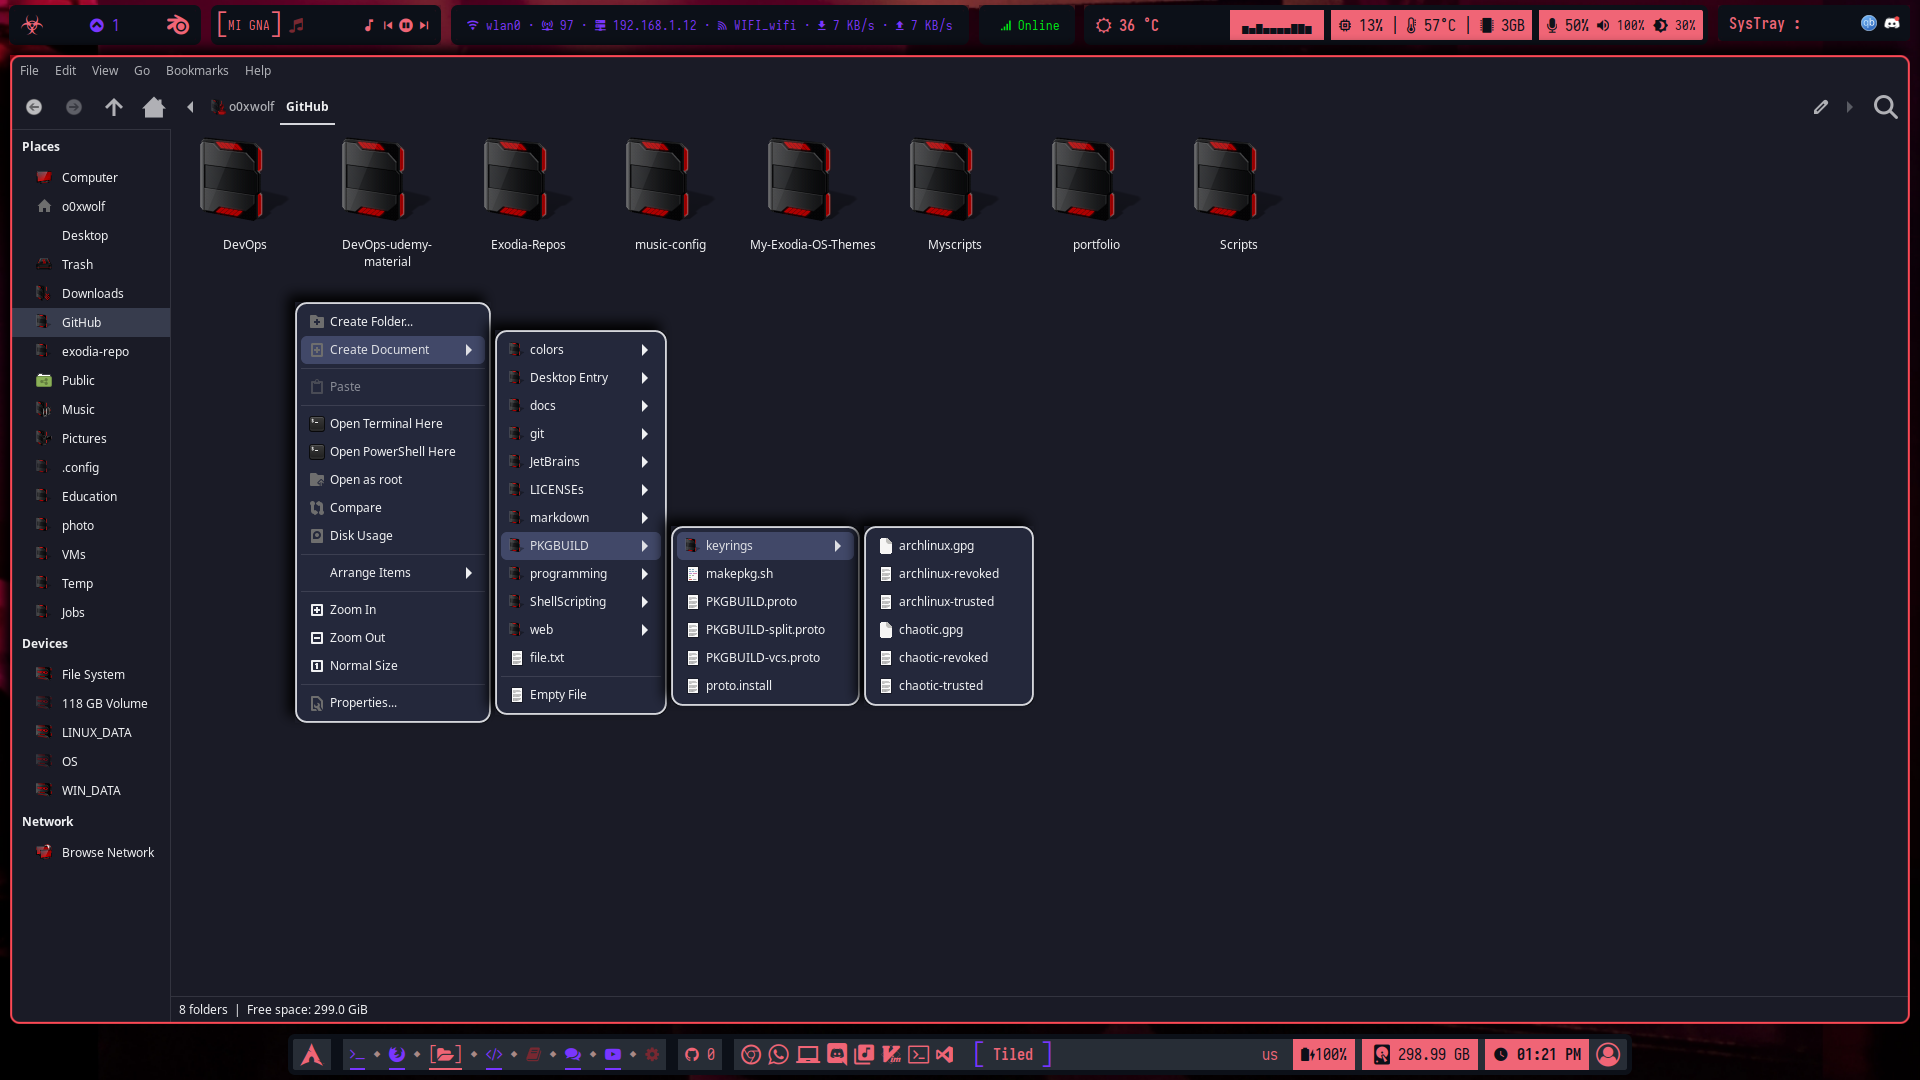 1
MI GNA
wlan0 · 97 · 192.168.1.12 · WIFI_wifi · 7 KB/s · 7 KB/s
Online
36 °C
13% | 57°C | 3GB
50% 100% 30%
SysTray :
File Edit View Go Bookmarks Help
o0xwolf GitHub
Places
Computer
o0xwolf
Desktop
Trash
Downloads
GitHub
exodia-repo
Public
Music
Pictures
.config
Education
photo
VMs
Temp
Jobs
Devices
File System
118 GB Volume
LINUX_DATA
OS
WIN_DATA
Network
Browse Network
DevOps
DevOps-udemy-
material
Exodia-Repos
music-config
My-Exodia-OS-Themes
Myscripts
portfolio
Scripts
Create Folder...
Create Document
Paste
Open Terminal Here
Open PowerShell Here
Open as root
Compare
Disk Usage
Arrange Items
Zoom In
Zoom Out
Normal Size
Properties...
colors
Desktop Entry
docs
git
JetBrains
LICENSEs
markdown
PKGBUILD
programming
ShellScripting
web
file.txt
Empty File
keyrings
makepkg.sh
PKGBUILD.proto
PKGBUILD-split.proto
PKGBUILD-vcs.proto
proto.install
archlinux.gpg
archlinux-revoked
archlinux-trusted
chaotic.gpg
chaotic-revoked
chaotic-trusted
8 folders | Free space: 299.0 GiB
0
[ Tiled ]
us
100%
298.99 GB
01:21 PM